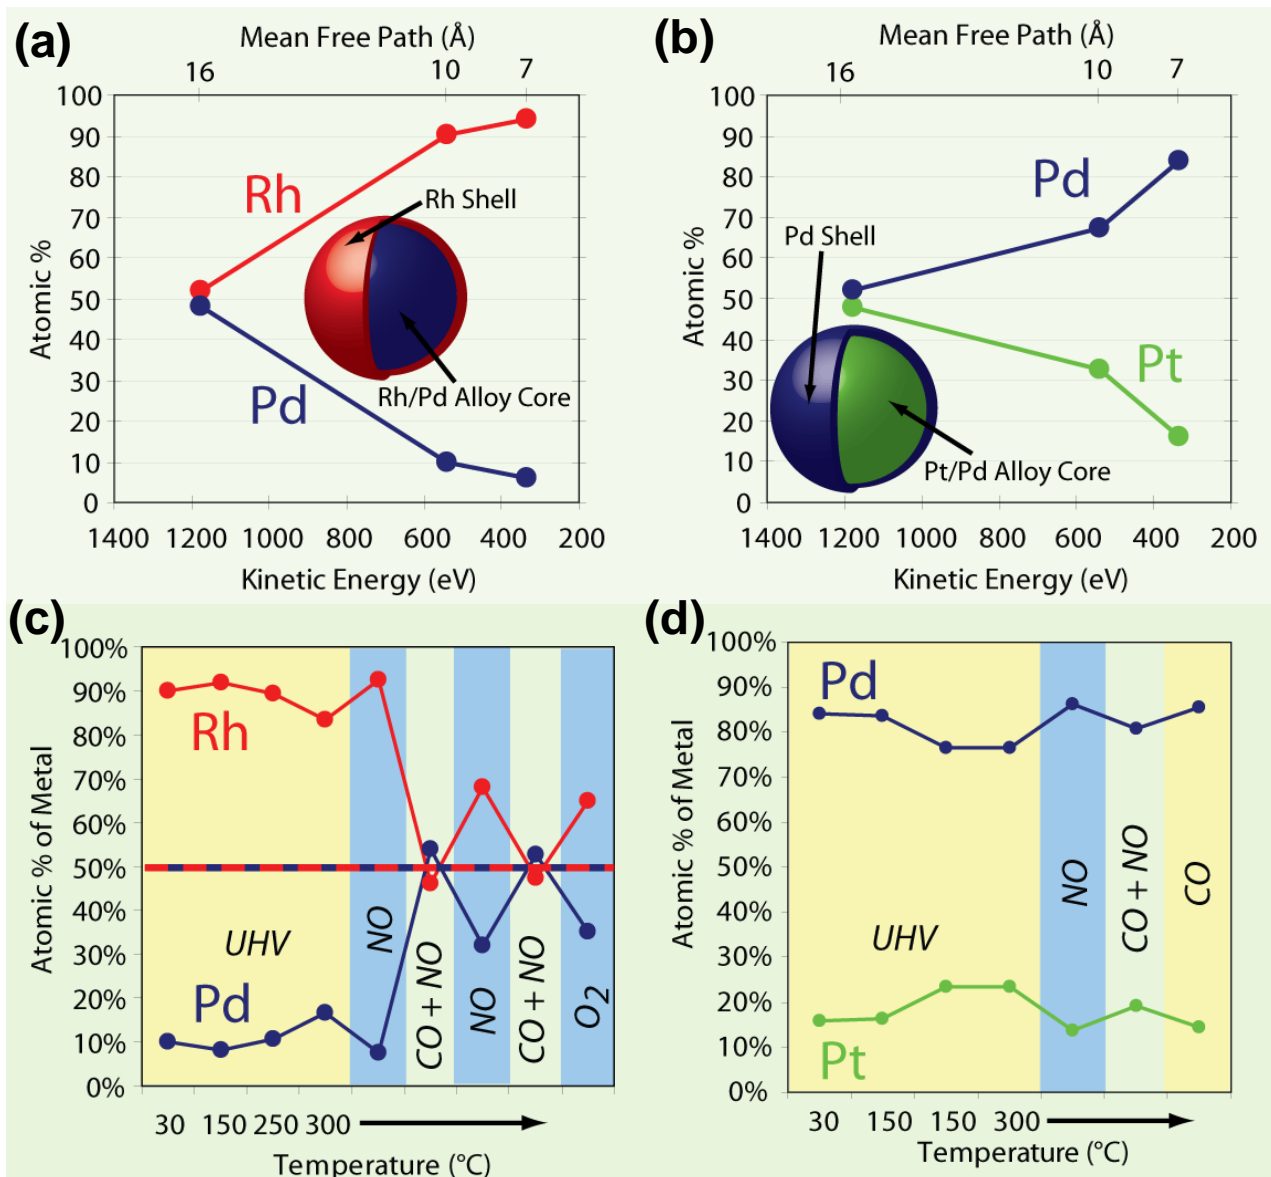 (a)
Mean Free Path (Å)
16 10 7
100
90
80
70
60
50
40
30
20
10
0
Atomic %
Rh
Rh Shell
Pd
Rh/Pd Alloy Core
1400 1200 1000 800 600 400 200
Kinetic Energy (eV)
(b)
Mean Free Path (Å)
16 10 7
100
90
80
70
60
50
40
30
20
10
0
Atomic %
Pd
Pd Shell
Pt
Pt/Pd Alloy Core
1400 1200 1000 800 600 400 200
Kinetic Energy (eV)
(c)
100%
90%
80%
70%
60%
50%
40%
30%
20%
10%
0%
Atomic % of Metal
Rh
UHV
Pd
NO
CO + NO
NO
CO + NO
O2
30 150 250 300
Temperature (°C)
(d)
100%
90%
80%
70%
60%
50%
40%
30%
20%
10%
0%
Atomic % of Metal
Pd
UHV
Pt
NO
CO + NO
CO
30 150 150 300
Temperature (°C)